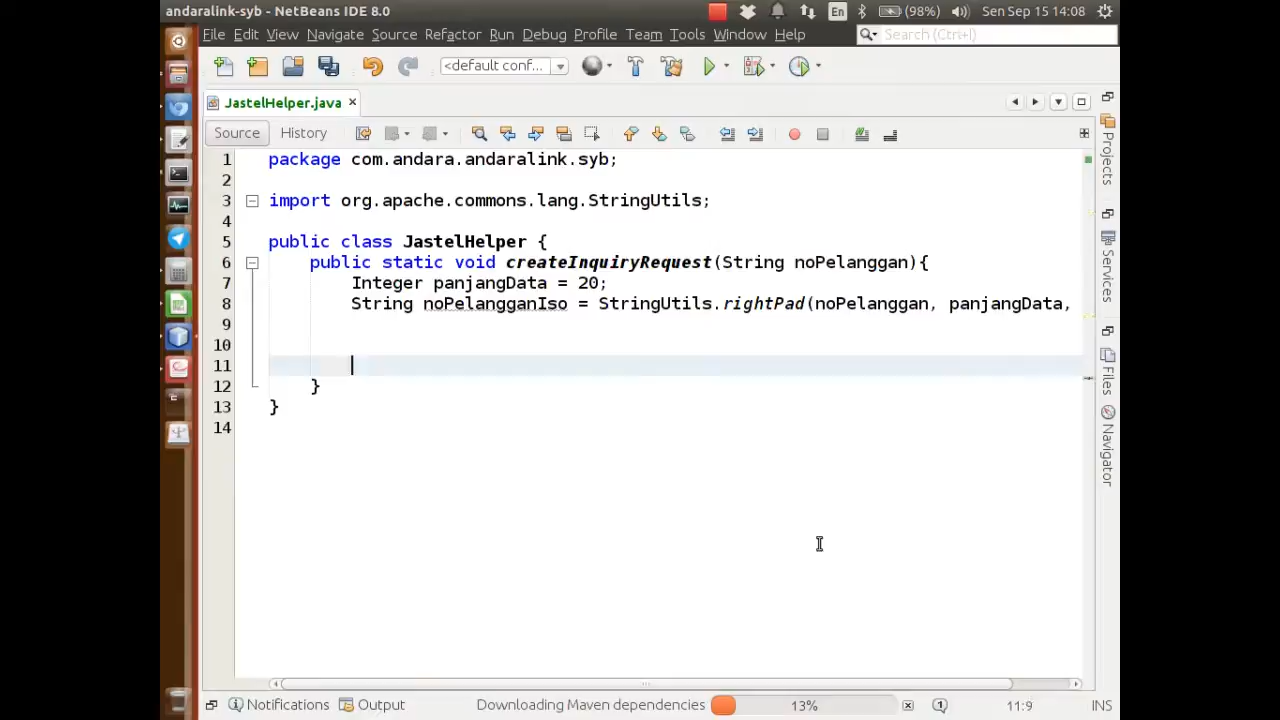 andaralink-syb - NetBeans IDE 8.0 En (98%) Sen Sep 15 14:08
File Edit View Navigate Source Refactor Run Debug Profile Team Tools Window Help Search (Ctrl+I)
<default conf...
JastelHelper.java
Source History
1 package com.andara.andaralink.syb;
2
3 import org.apache.commons.lang.StringUtils;
4
5 public class JastelHelper {
6 public static void createInquiryRequest(String noPelanggan){
7 Integer panjangData = 20;
8 String noPelangganIso = StringUtils.rightPad(noPelanggan, panjangData,
9
10
11
12 }
13 }
14
Projects
Services
Files
Navigator
Notifications Output Downloading Maven dependencies 13% 1 11:9 INS